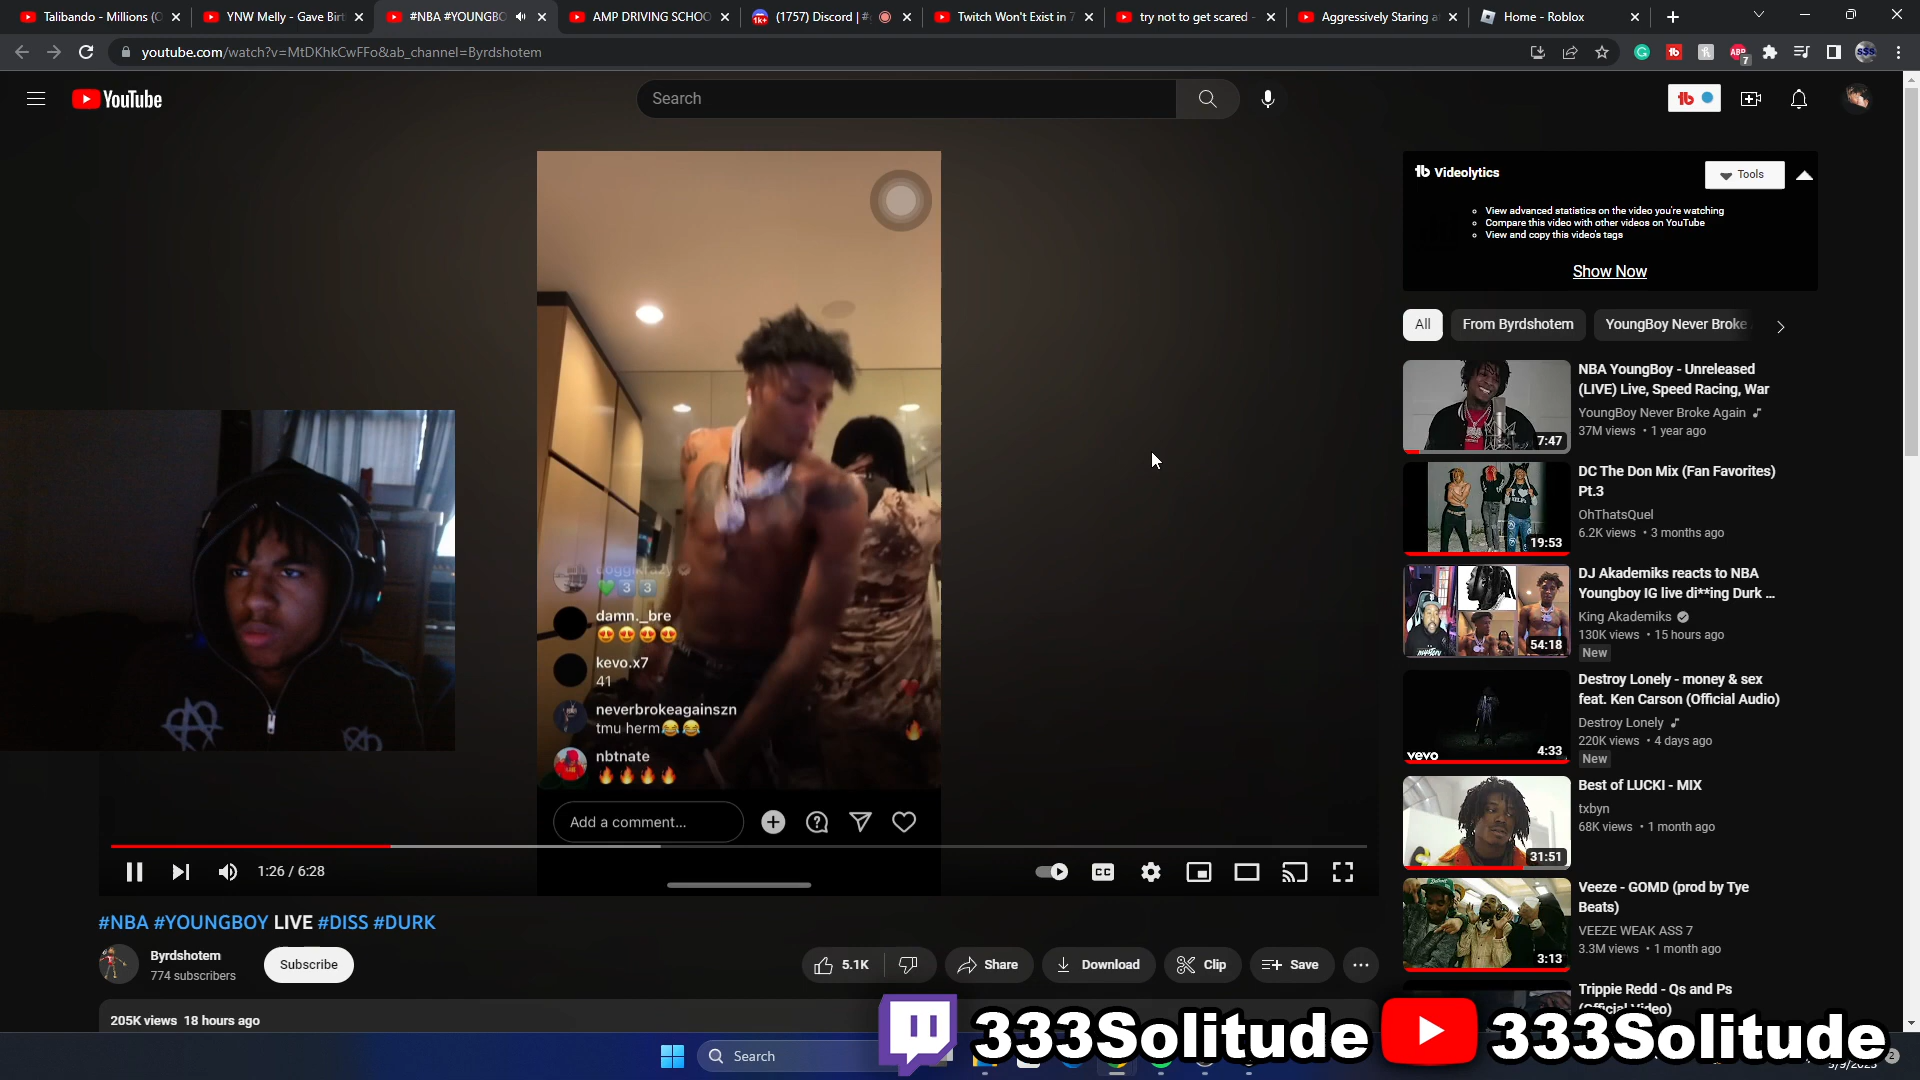 Talibando - Millions (O
YNW Melly - Gave Birt
#NBA #YOUNGBO
AMP DRIVING SCHOO
(1757) Discord | #
Twitch Won't Exist in 7
try not to get scared -
Aggressively Staring a
Home - Roblox
youtube.com/watch?v=MtDKhkCwFFo&ab_channel=Byrdshotem
ABP
7
YouTube
Search
Videolytics
Tools
View advanced statistics on the video you're watching
Compare this video with other videos on YouTube
View and copy this video's tags
Show Now
All
From Byrdshotem
YoungBoy Never Broke
NBA YoungBoy - Unreleased
(LIVE) Live, Speed Racing, War
YoungBoy Never Broke Again
37M views • 1 year ago
7:47
DC The Don Mix (Fan Favorites)
Pt.3
OhThatsQuel
6.2K views • 3 months ago
19:53
DJ Akademiks reacts to NBA
Youngboy IG live di**ing Durk ...
King Akademiks
130K views • 15 hours ago
New
54:18
Destroy Lonely - money & sex
feat. Ken Carson (Official Audio)
Destroy Lonely
220K views • 4 days ago
New
vevo
4:33
Best of LUCKI - MIX
txbyn
68K views • 1 month ago
31:51
Veeze - GOMD (prod by Tye
Beats)
VEEZE WEAK ASS 7
3.3M views • 1 month ago
3:13
Trippie Redd - Qs and Ps
damn._bre
😍😍😍😍
kevo.x7
41
neverbrokeagainszn
tmu herm😂😂
nbtnate
🔥🔥🔥🔥
Add a comment...
1:26 / 6:28
CC
#NBA #YOUNGBOY LIVE #DISS #DURK
Byrdshotem
774 subscribers
Subscribe
5.1K
Share
Download
Clip
Save
205K views 18 hours ago
Search
333Solitude
333Solitude